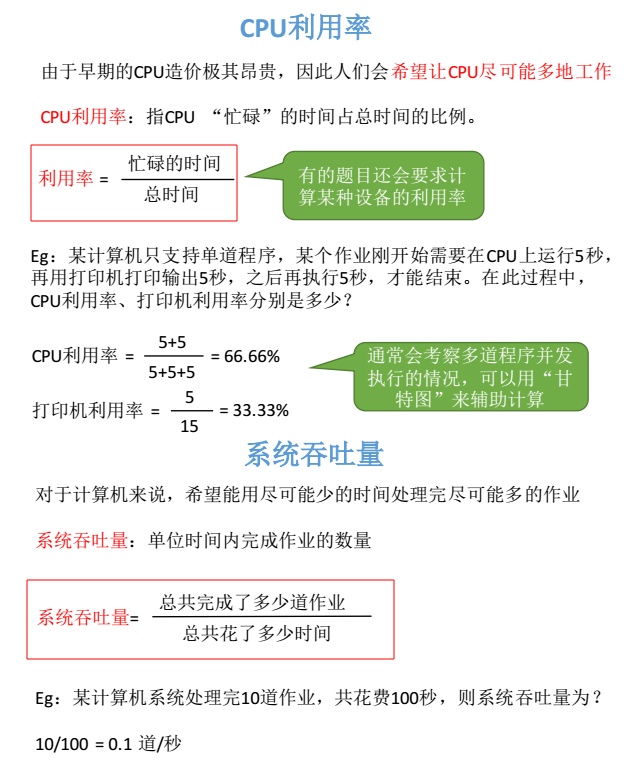 CPU利用率
由于早期的CPU造价极其昂贵，因此人们会希望让CPU尽可能多地工作
CPU利用率：指CPU “忙碌”的时间占总时间的比例。
利用率 = 忙碌的时间
总时间
有的题目还会要求计
算某种设备的利用率
Eg：某计算机只支持单道程序，某个作业刚开始需要在CPU上运行5秒，
再用打印机打印输出5秒，之后再执行5秒，才能结束。在此过程中，
CPU利用率、打印机利用率分别是多少？
CPU利用率 = 5+5
5+5+5
= 66.66%
打印机利用率 = 5
15
= 33.33%
通常会考察多道程序并发
执行的情况，可以用“甘
特图”来辅助计算
系统吞吐量
对于计算机来说，希望能用尽可能少的时间处理完尽可能多的作业
系统吞吐量：单位时间内完成作业的数量
系统吞吐量= 总共完成了多少道作业
总共花了多少时间
Eg：某计算机系统处理完10道作业，共花费100秒，则系统吞吐量为？
10/100 = 0.1 道/秒